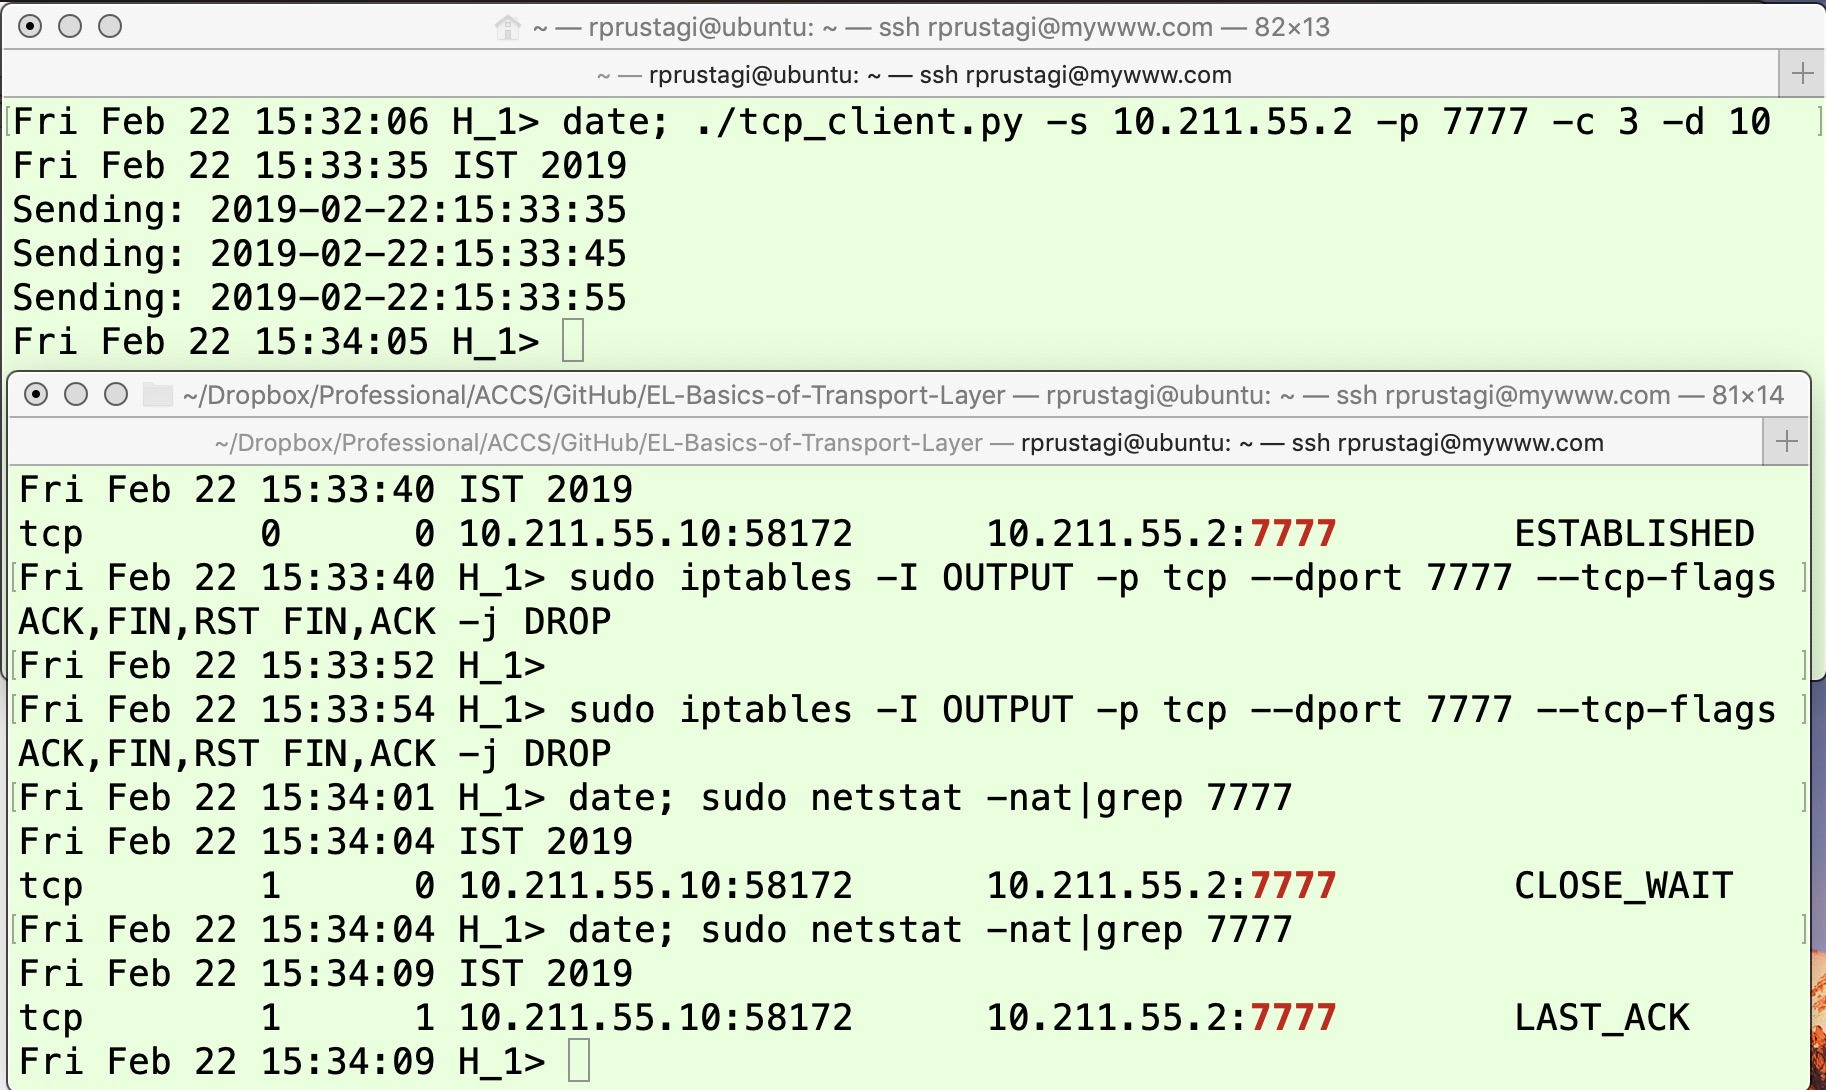 ~ — rprustagi@ubuntu: ~ — ssh rprustagi@mywww.com — 82×13
~ — rprustagi@ubuntu: ~ — ssh rprustagi@mywww.com
[Fri Feb 22 15:32:06 H_1> date; ./tcp_client.py -s 10.211.55.2 -p 7777 -c 3 -d 10 ]
Fri Feb 22 15:33:35 IST 2019
Sending: 2019-02-22:15:33:35
Sending: 2019-02-22:15:33:45
Sending: 2019-02-22:15:33:55
Fri Feb 22 15:34:05 H_1>
~/Dropbox/Professional/ACCS/GitHub/EL-Basics-of-Transport-Layer — rprustagi@ubuntu: ~ — ssh rprustagi@mywww.com — 81×14
~/Dropbox/Professional/ACCS/GitHub/EL-Basics-of-Transport-Layer — rprustagi@ubuntu: ~ — ssh rprustagi@mywww.com
Fri Feb 22 15:33:40 IST 2019
tcp 0 0 10.211.55.10:58172 10.211.55.2:7777 ESTABLISHED
[Fri Feb 22 15:33:40 H_1> sudo iptables -I OUTPUT -p tcp --dport 7777 --tcp-flags ]
ACK,FIN,RST FIN,ACK -j DROP
[Fri Feb 22 15:33:52 H_1> ]
[Fri Feb 22 15:33:54 H_1> sudo iptables -I OUTPUT -p tcp --dport 7777 --tcp-flags ]
ACK,FIN,RST FIN,ACK -j DROP
[Fri Feb 22 15:34:01 H_1> date; sudo netstat -nat|grep 7777 ]
Fri Feb 22 15:34:04 IST 2019
tcp 1 0 10.211.55.10:58172 10.211.55.2:7777 CLOSE_WAIT
[Fri Feb 22 15:34:04 H_1> date; sudo netstat -nat|grep 7777 ]
Fri Feb 22 15:34:09 IST 2019
tcp 1 1 10.211.55.10:58172 10.211.55.2:7777 LAST_ACK
Fri Feb 22 15:34:09 H_1>